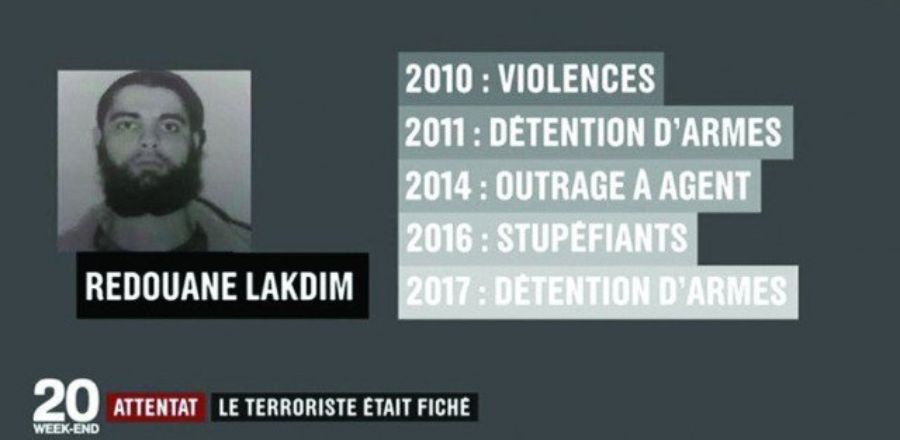 2010 : VIOLENCES
2011 : DÉTENTION D'ARMES
2014 : OUTRAGE À AGENT
2016 : STUPÉFIANTS
2017 : DÉTENTION D'ARMES
REDOUANE LAKDIM
20
WEEK-END
ATTENTAT LE TERRORISTE ÉTAIT FICHÉ